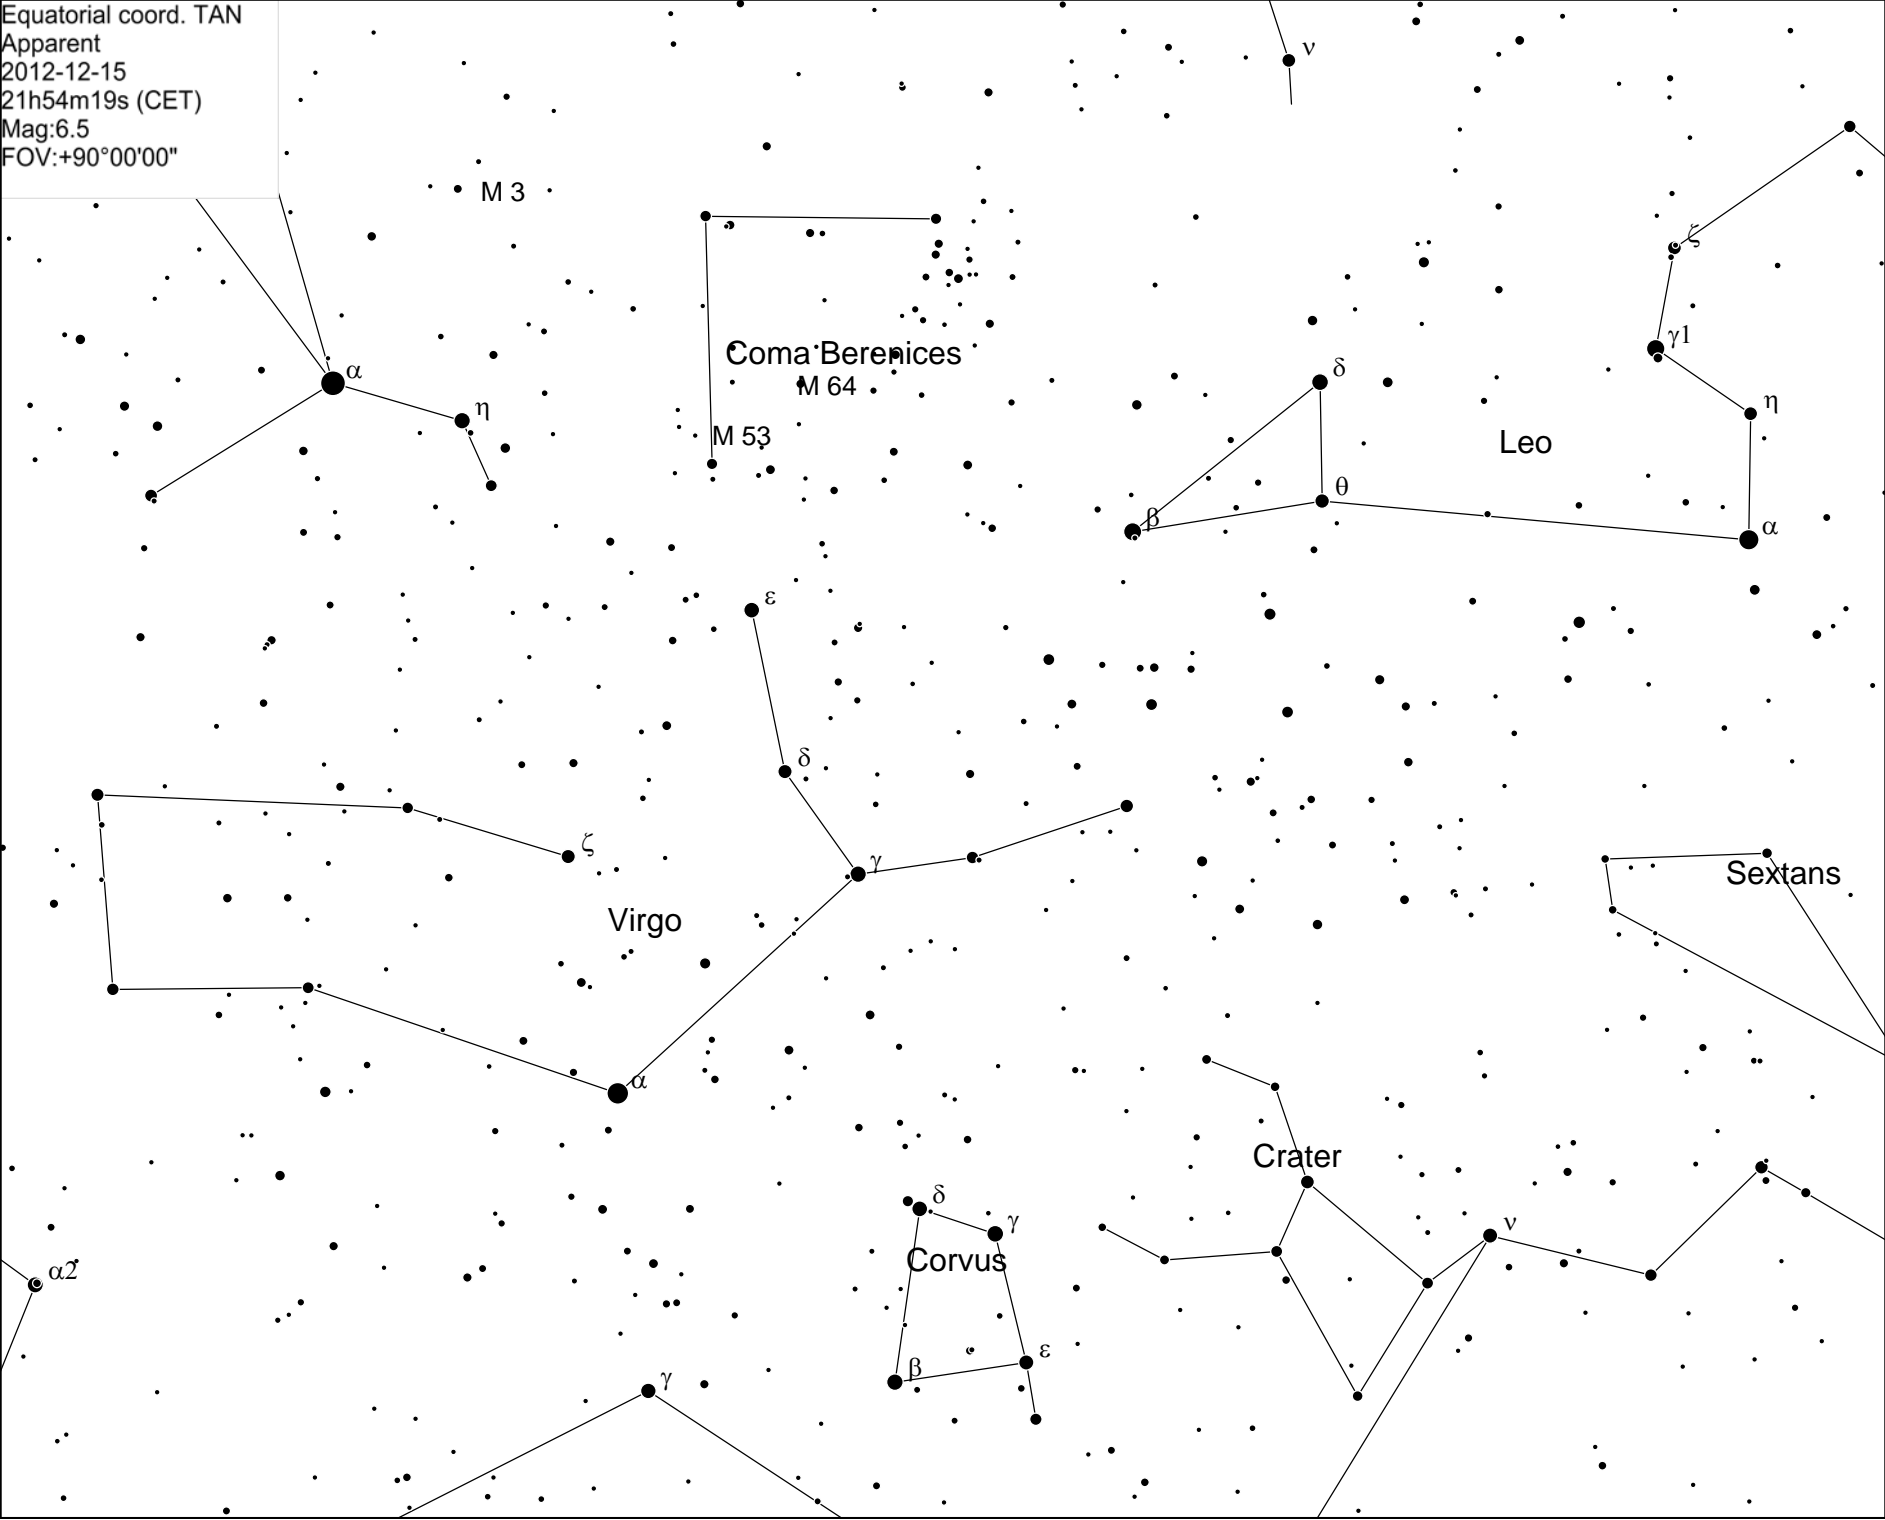 Equatorial coord. TAN
Apparent
2012-12-15
21h54m19s (CET)
Mag:6.5
FOV:+90°00'00"
ν
M 3
ζ
γ1
Coma Berenices
α
δ
M 64
η
η
M 53
Leo
θ
β
α
ε
δ
ζ
γ
Sextans
Virgo
α
Crater
δ
γ
ν
Corvus
α2
ε
β
γ